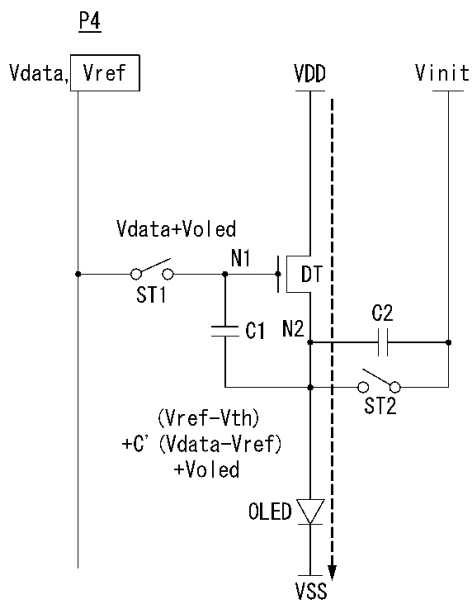 P4
Vdata, Vref
VDD
Vinit
Vdata+Voled
N1
DT
ST1
C1
N2
C2
ST2
(Vref-Vth)
+C' (Vdata-Vref)
+Voled
OLED
VSS